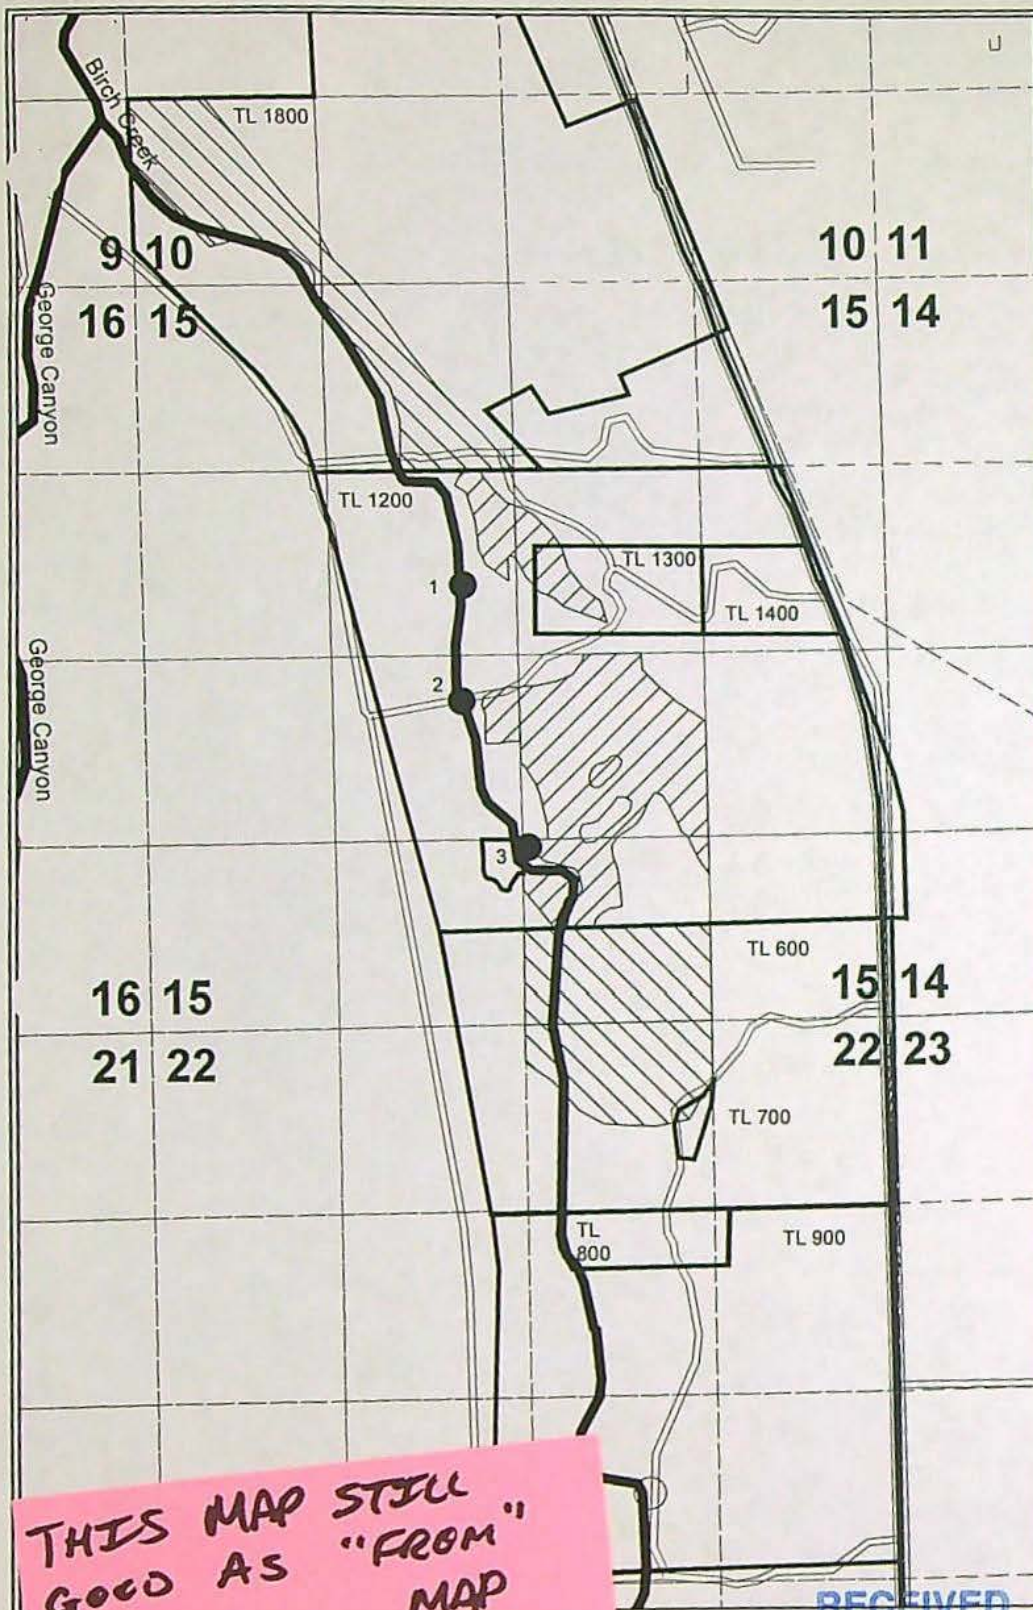 Birch Creek
TL 1800
9 10
16 15
10 11
15 14
George Canyon
TL 1200
TL 1300
TL 1400
1
2
George Canyon
3
TL 600
16 15
21 22
15 14
22 23
TL 700
TL
800
TL 900
THIS MAP STILL
GOOD AS "FROM"
MAP
RECEIVED